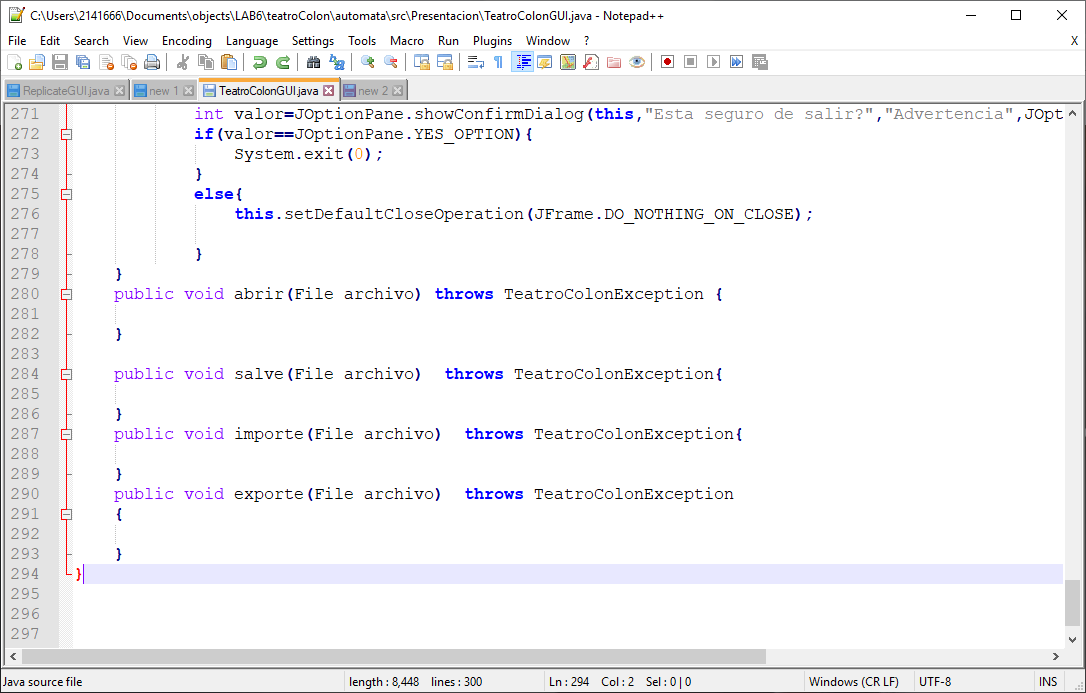 C:\Users\2141666\Documents\objects\LAB6\teatroColon\automata\src\Presentacion\TeatroColonGUI.java - Notepad++
File Edit Search View Encoding Language Settings Tools Macro Run Plugins Window ? X
ReplicateGUI.java new 1 TeatroColonGUI.java new 2
271 int valor=JOptionPane.showConfirmDialog(this,"Esta seguro de salir?","Advertencia",JOpt
272 if(valor==JOptionPane.YES_OPTION){
273 System.exit(0);
274 }
275 else{
276 this.setDefaultCloseOperation(JFrame.DO_NOTHING_ON_CLOSE);
277
278 }
279 }
280 public void abrir(File archivo) throws TeatroColonException {
281
282 }
283
284 public void salve(File archivo)  throws TeatroColonException{
285
286 }
287 public void importe(File archivo)  throws TeatroColonException{
288
289 }
290 public void exporte(File archivo)  throws TeatroColonException
291 {
292
293 }
294 }
295
296
297
Java source file length : 8,448 lines : 300 Ln : 294 Col : 2 Sel : 0 | 0 Windows (CR LF) UTF-8 INS